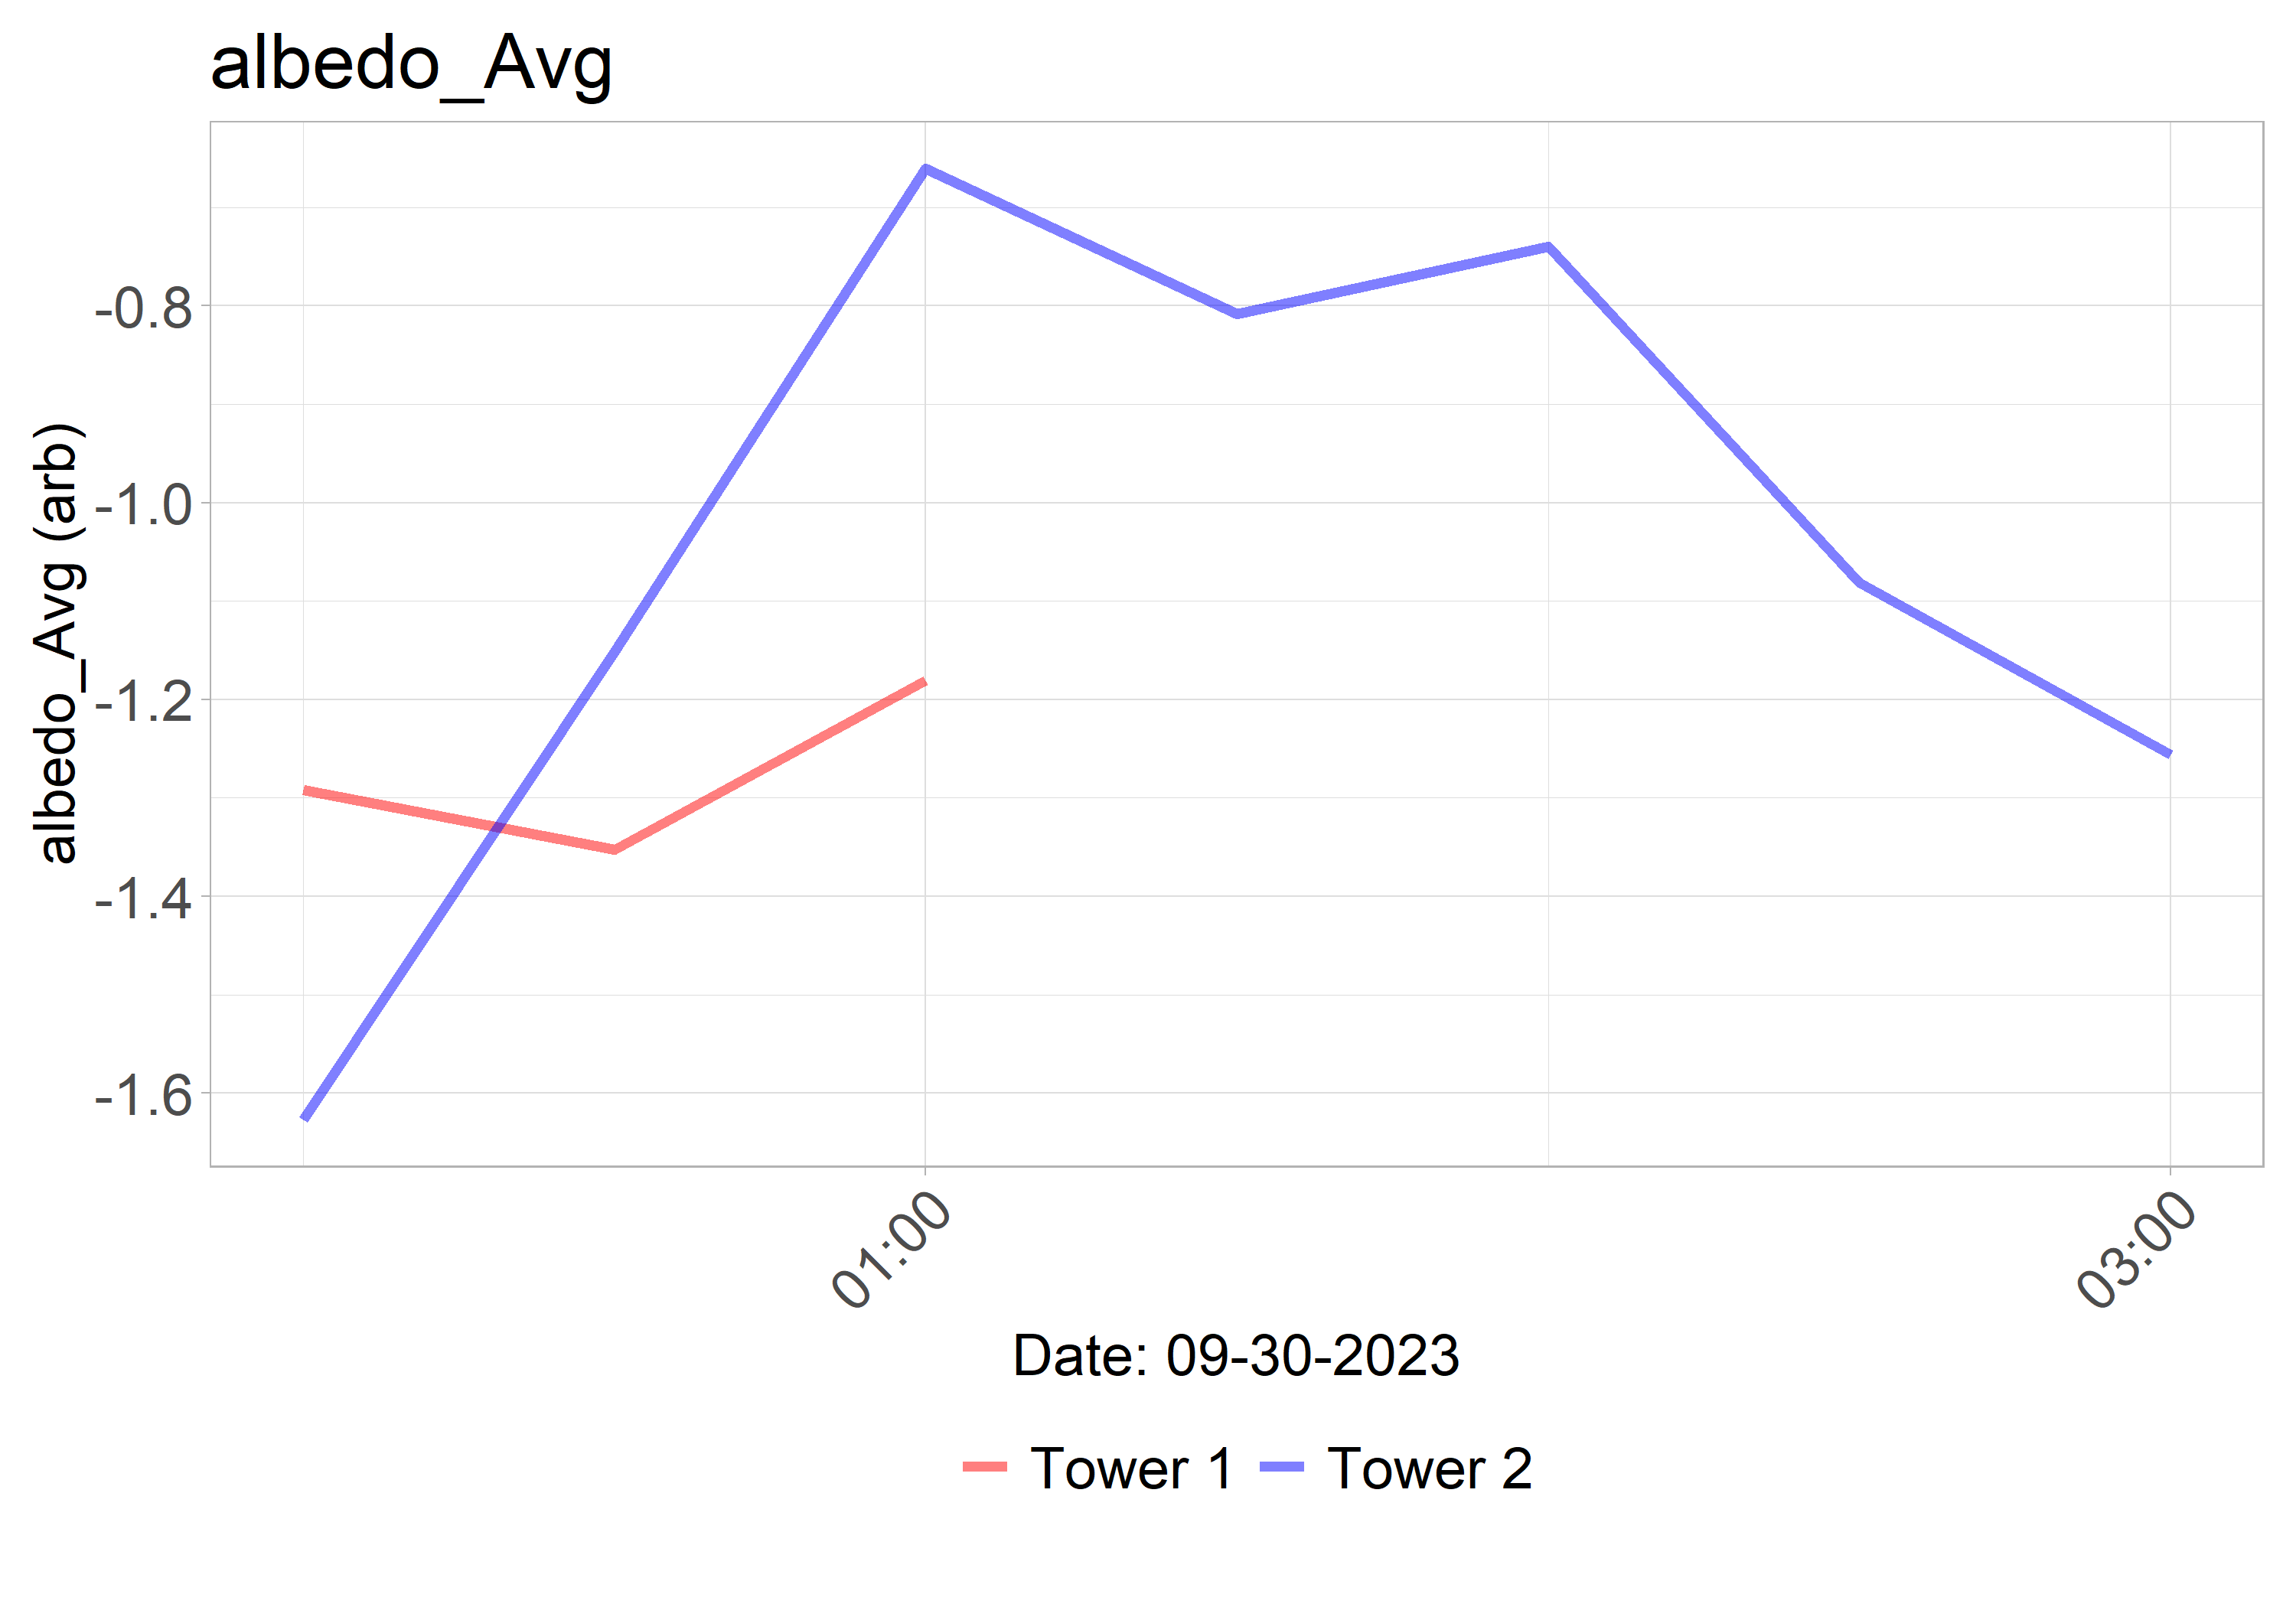 albedo_Avg
albedo_Avg (arb)
-0.8
-1.0
-1.2
-1.4
-1.6
01:00
03:00
Date: 09-30-2023
Tower 1
Tower 2